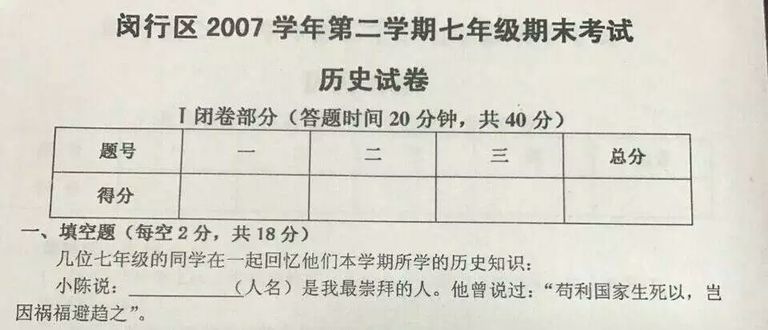 闵行区 2007 学年第二学期七年级期末考试
历史试卷
I 闭卷部分（答题时间 20 分钟，共 40 分）
题号 一 二 三 总分
得分
一、填空题（每空 2 分，共 18 分）
几位七年级的同学在一起回忆他们本学期所学的历史知识：
小陈说：__________（人名）是我最崇拜的人。他曾说过：“苟利国家生死以，岂
因祸福避趋之”。